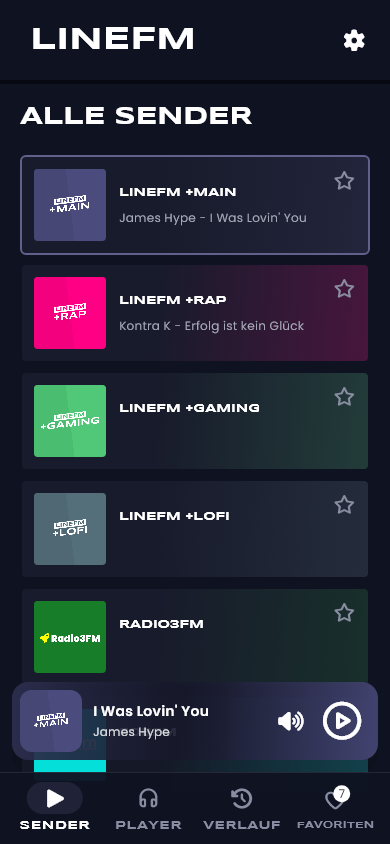 LINEFM
ALLE SENDER
LINEFM
+MAIN
LINEFM +MAIN
James Hype - I Was Lovin' You
LINEFM
+RAP
LINEFM +RAP
Kontra K - Erfolg ist kein Glück
LINEFM
+GAMING
LINEFM +GAMING
LINEFM
+LOFI
LINEFM +LOFI
Radio3FM
RADIO3FM
LINEFM
+MAIN
I Was Lovin' You
James Hype
7
SENDER
PLAYER
VERLAUF
FAVORITEN